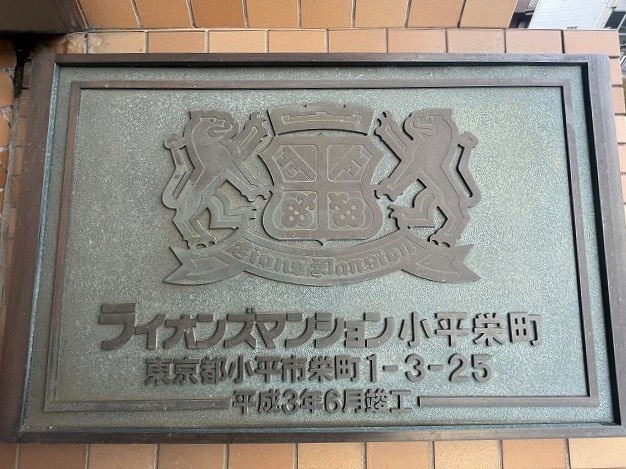 Lions Mansion
ライオンズマンション小平栄町
東京都小平市栄町1-3-25
平成3年6月竣工